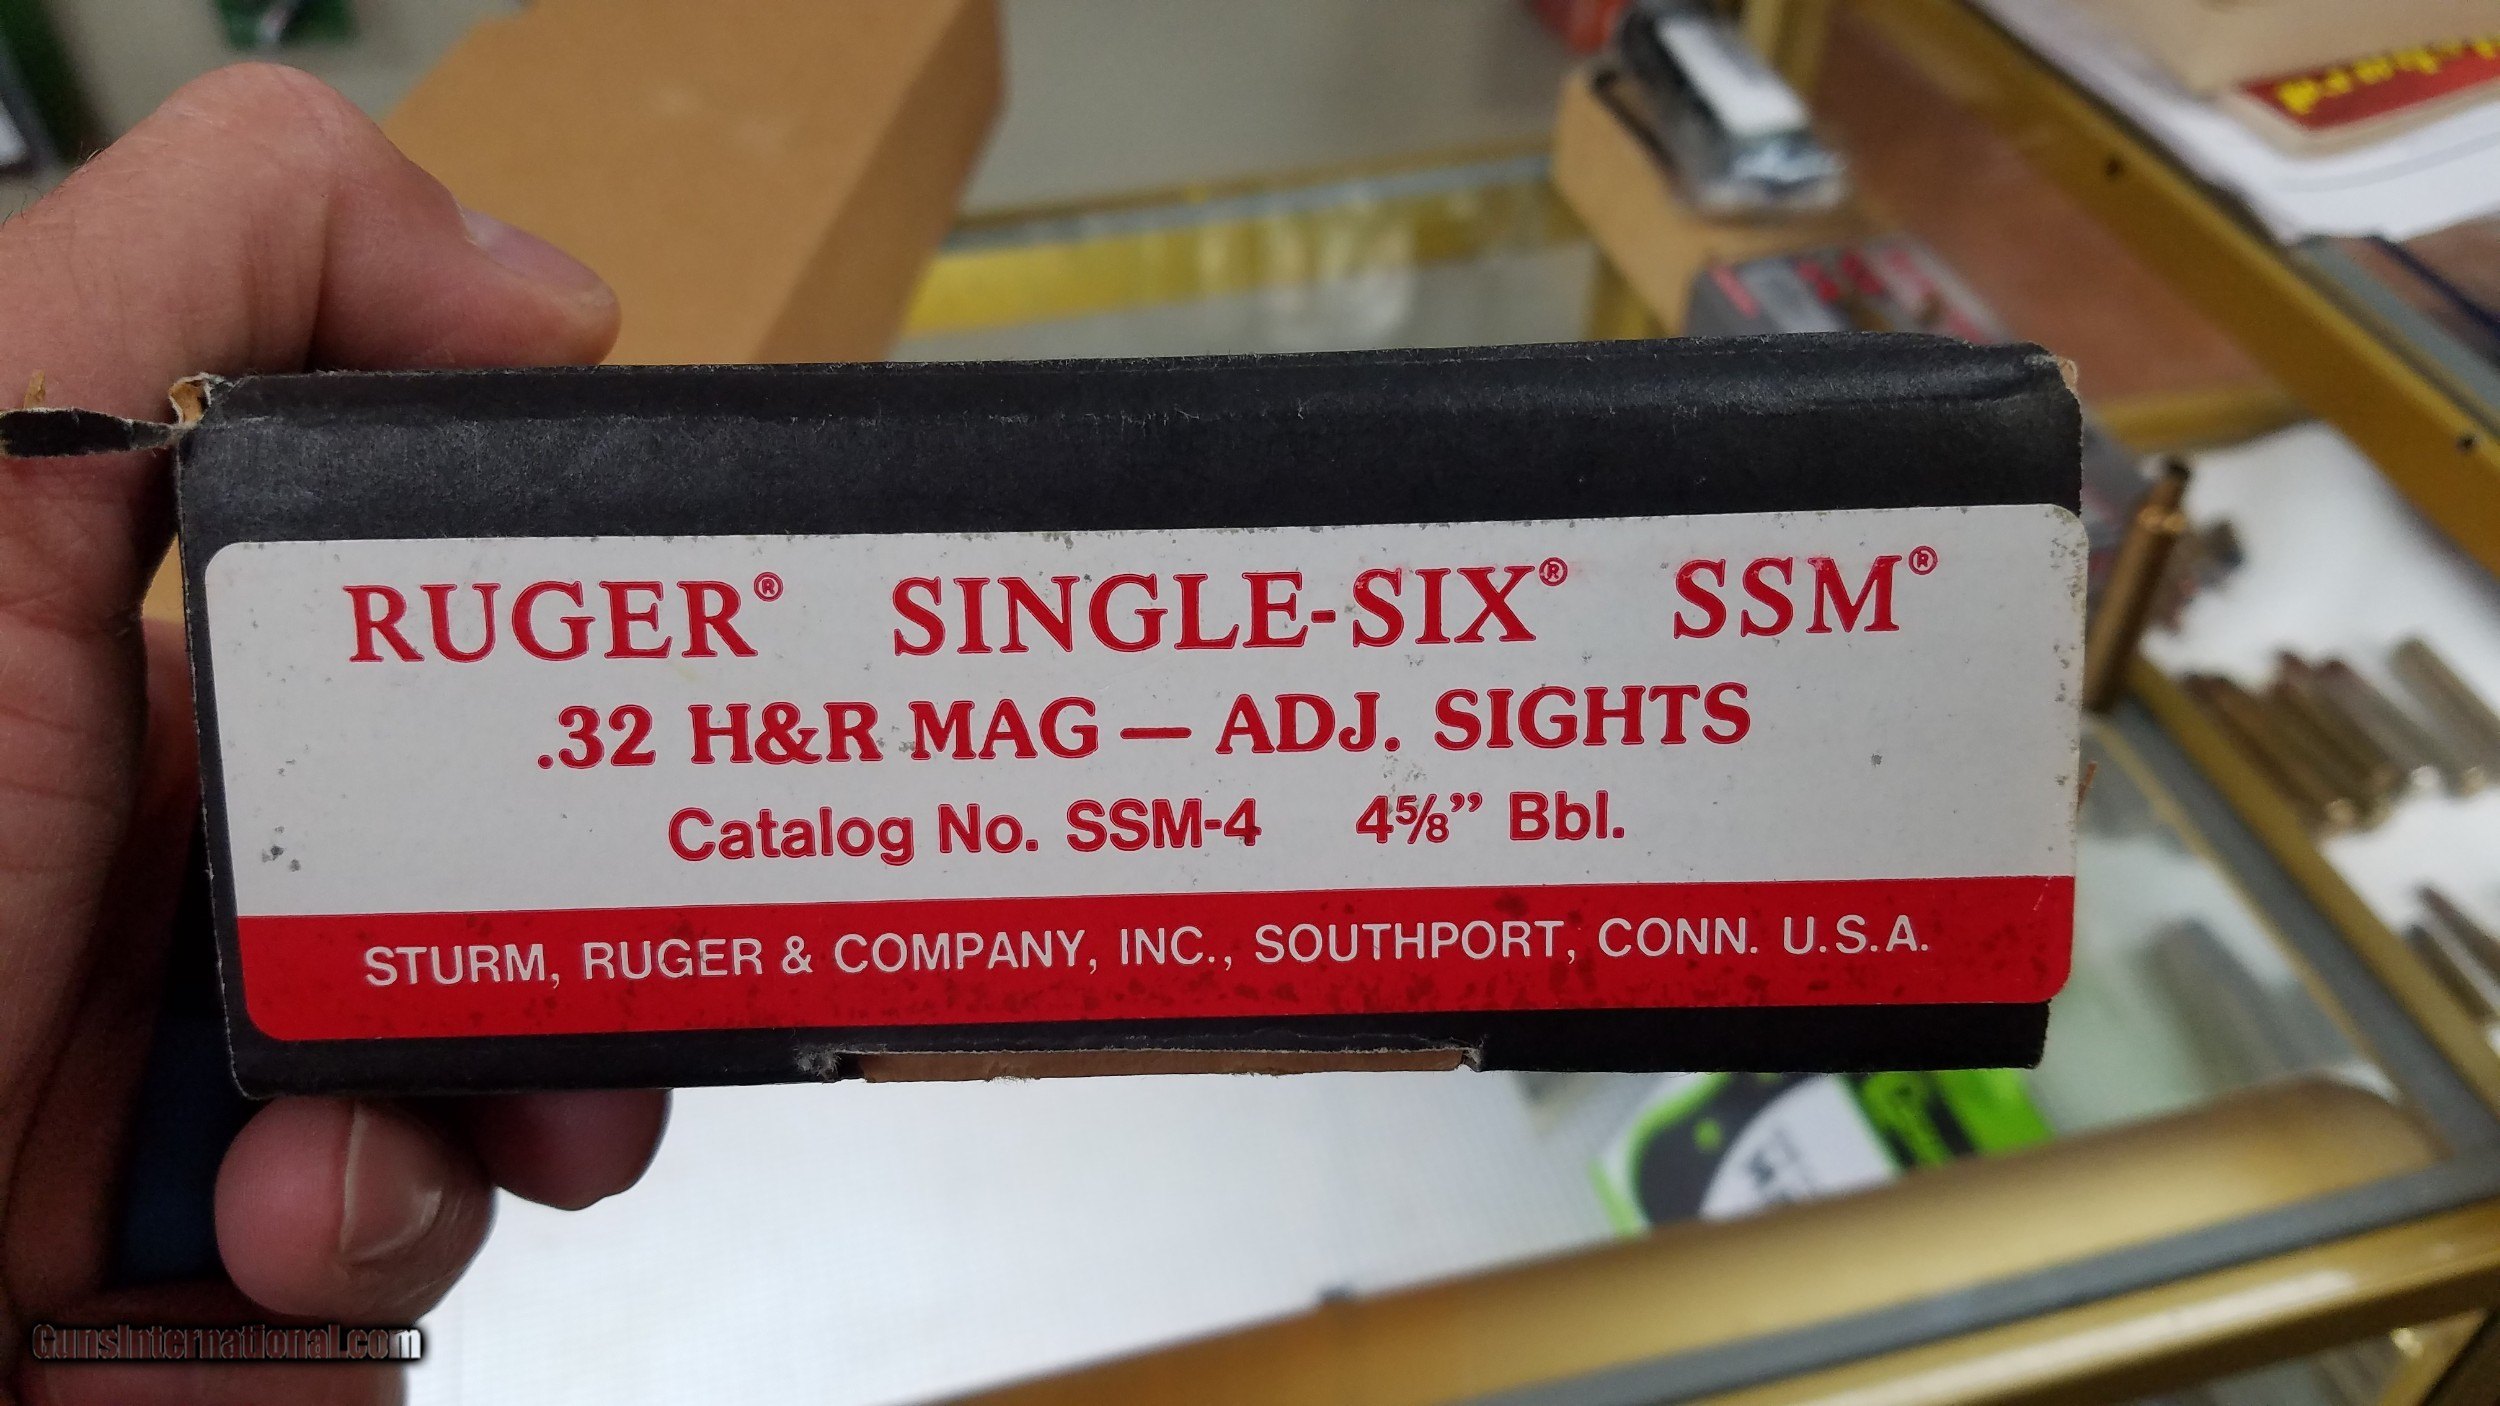 RUGER® SINGLE-SIX® SSM®
.32 H&R MAG — ADJ. SIGHTS
Catalog No. SSM-4 4⅝” Bbl.
STURM, RUGER & COMPANY, INC., SOUTHPORT, CONN. U.S.A.
GunsInternational.com